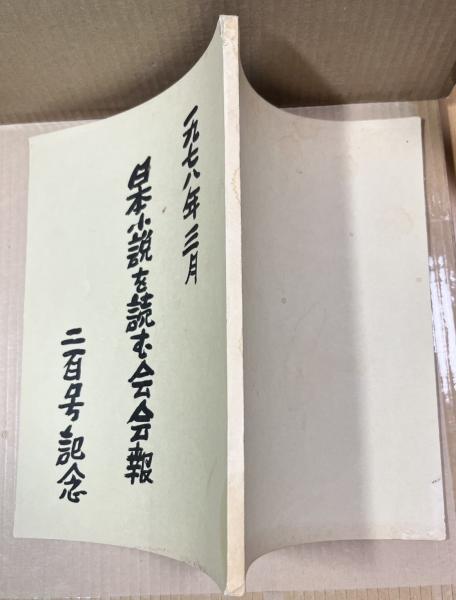 一九七八年三月
日本小説を読む会会報
二百号記念